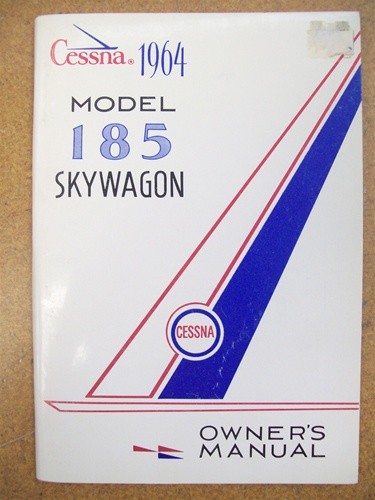 Cessna® 1964
MODEL
185
SKYWAGON
CESSNA
OWNER'S
MANUAL